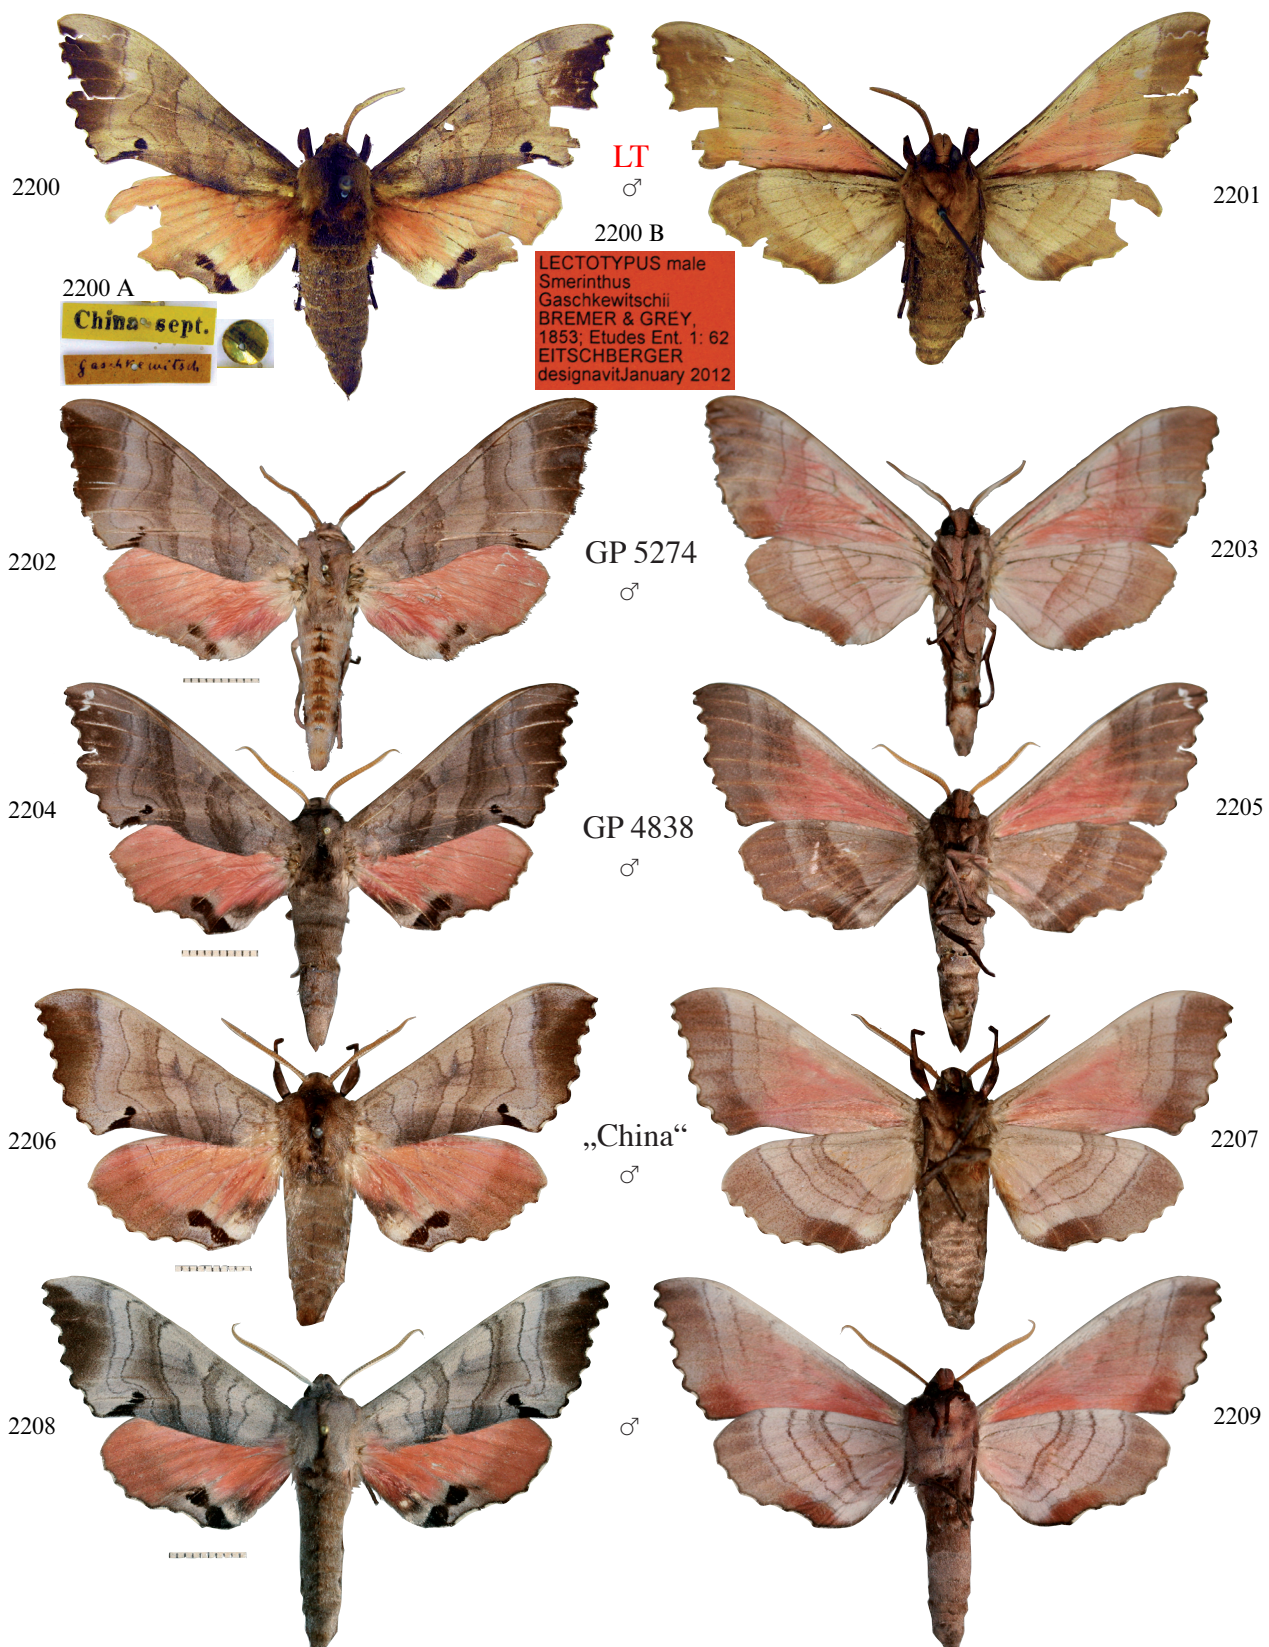 LT
♂
2200
2201
2200 B
LECTOTYPUS male
Smerinthus
Gaschkewitschii
BREMER & GREY,
1853; Etudes Ent. 1: 62
EITSCHBERGER
designavitJanuary 2012
2200 A
China sept.
gaschkewitsch
2202
GP 5274
♂
2203
2204
GP 4838
♂
2205
2206
„China“
♂
2207
2208
♂
2209